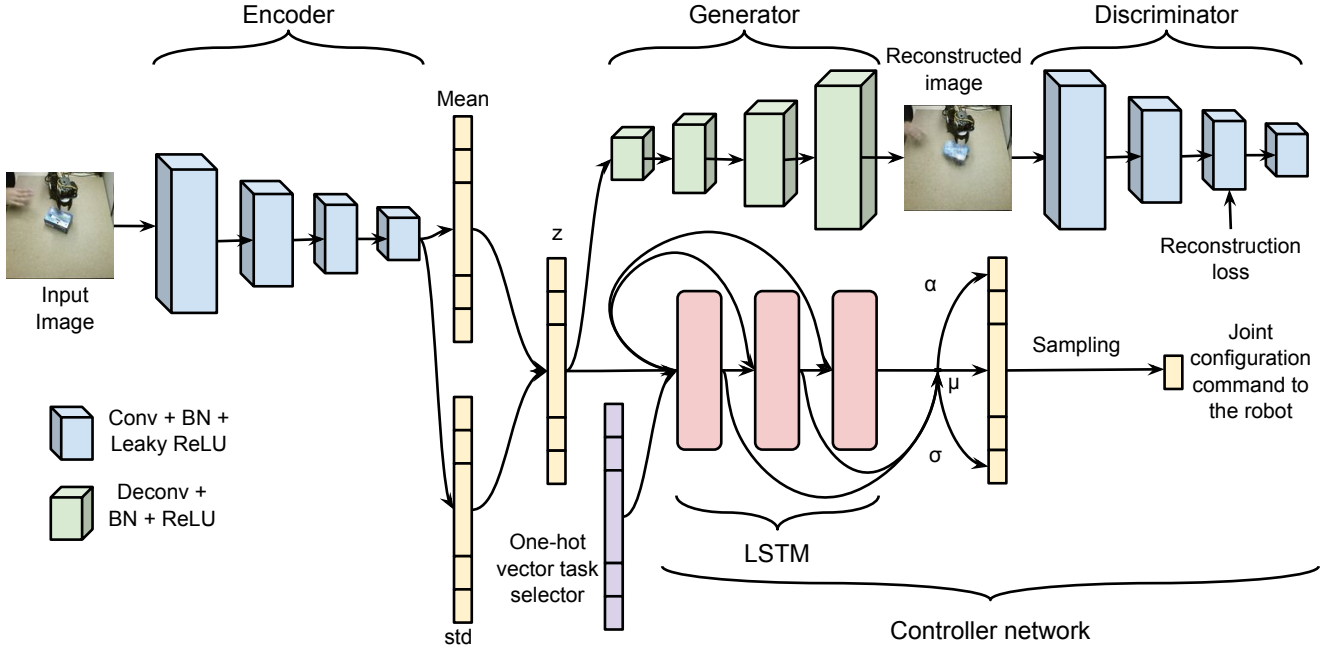 Encoder
Generator
Discriminator
Reconstructed
image
Mean
Input
Image
z
Reconstruction
loss
α
μ
σ
Sampling
Joint
configuration
command to
the robot
Conv + BN +
Leaky ReLU
Deconv +
BN + ReLU
One-hot
vector task
selector
LSTM
std
Controller network